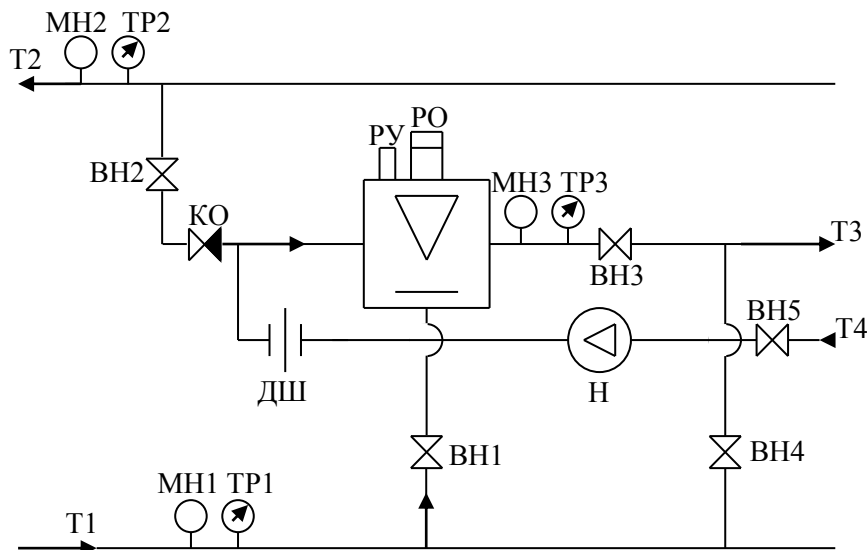 МН2 ТР2
Т2
РО
РУ
ВН2
МН3 ТР3
КО
Т3
ВН3
ВН5
Т4
ДШ
Н
ВН1
ВН4
МН1 ТР1
Т1